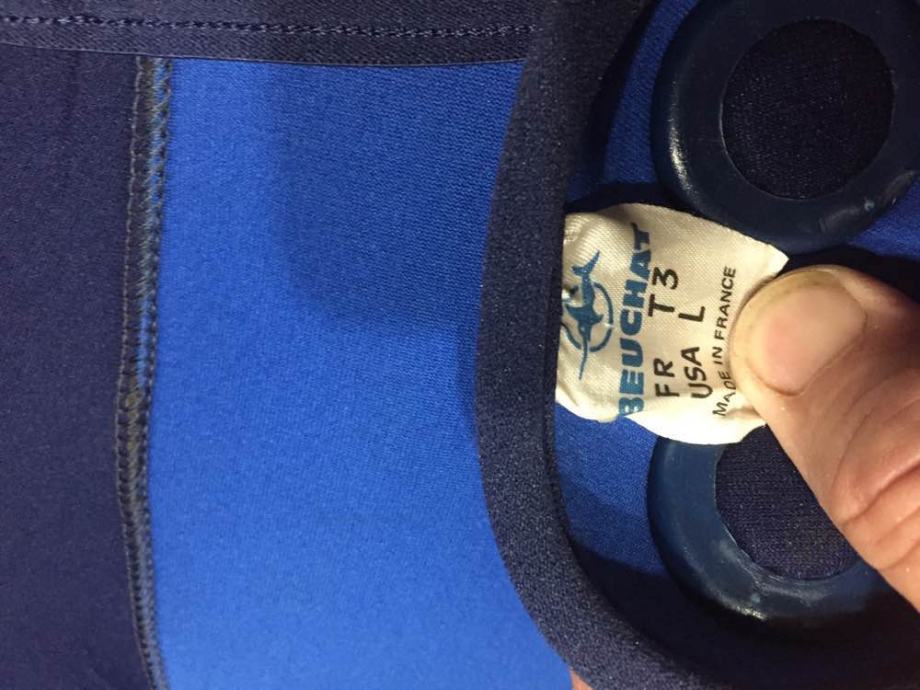 BEUCHAT
FR T3
USA L
MADE IN FRANCE